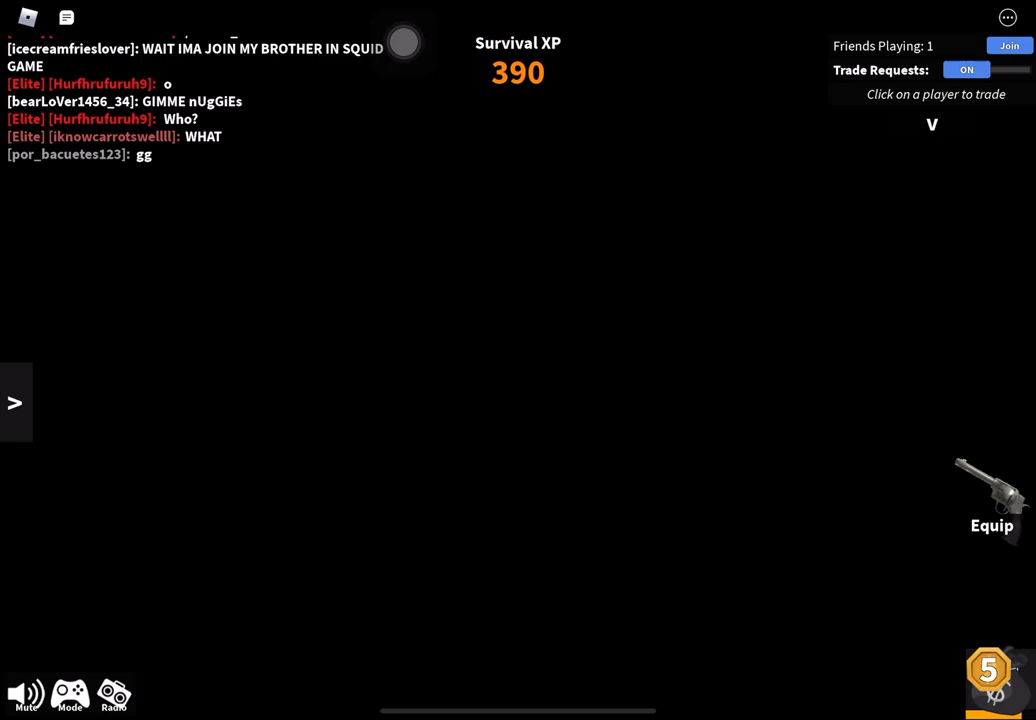 [icecreamfrieslover]: WAIT IMA JOIN MY BROTHER IN SQUID
GAME
[Elite] [Hurfhrufuruh9]: o
[bearLoVer1456_34]: GIMME nUgGiEs
[Elite] [Hurfhrufuruh9]: Who?
[Elite] [iknowcarrotswellll]: WHAT
[por_bacuetes123]: gg
Survival XP
390
Friends Playing: 1 Join
Trade Requests: ON
Click on a player to trade
v
>
Equip
5
Mute Mode Radio